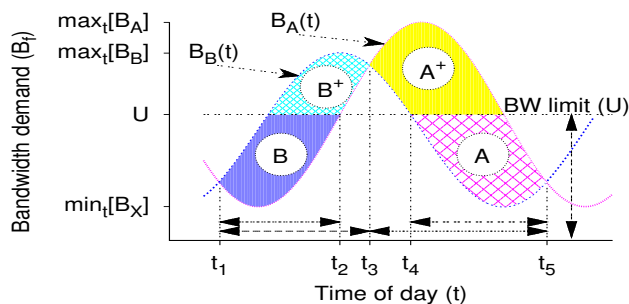 max_t[B_A]
B_A(t)
max_t[B_B]
B_B(t)
A^+
B^+
BW limit (U)
U
B
A
min_t[B_X]
t_1
t_2
t_3
t_4
t_5
Time of day (t)
Bandwidth demand (B_f)